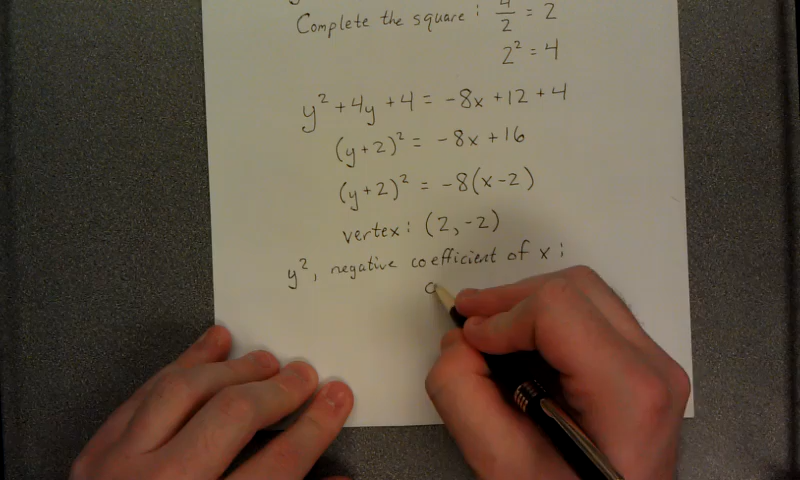 Complete the square : 4/2 = 2
2² = 4
y² + 4y + 4 = -8x + 12 + 4
(y + 2)² = -8x + 16
(y + 2)² = -8(x - 2)
vertex : (2, -2)
y², negative coefficient of x :